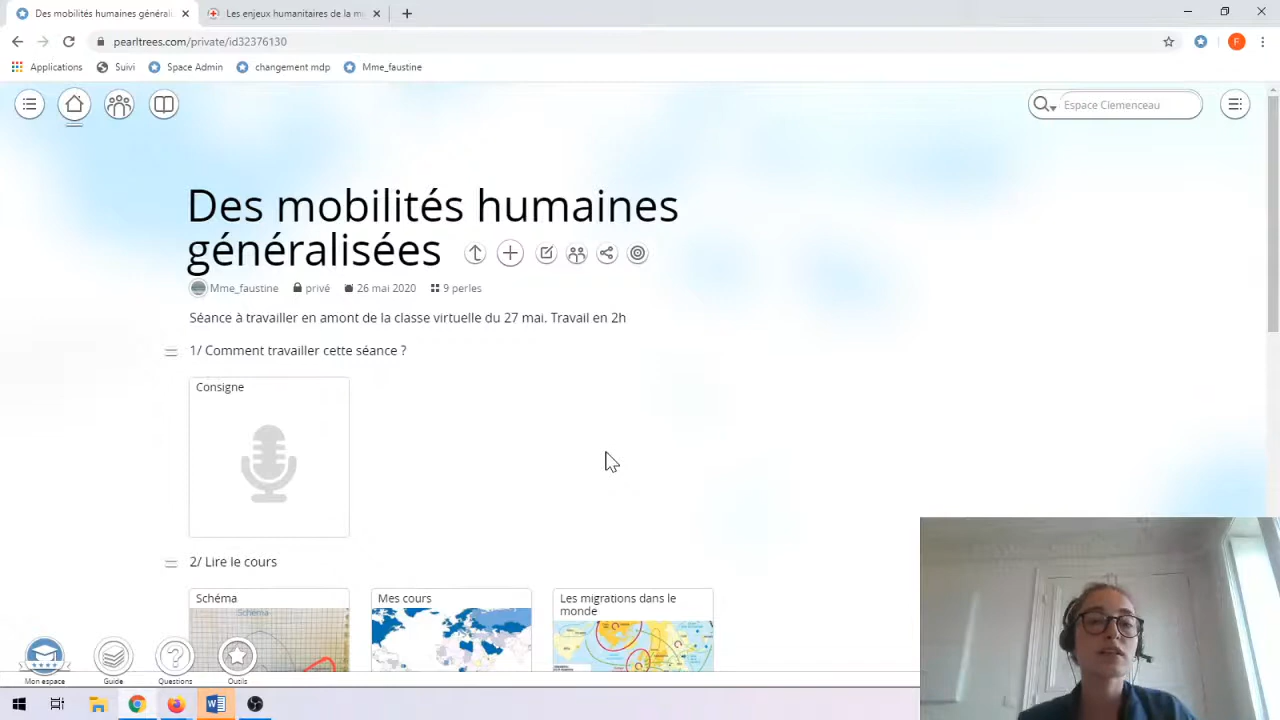 Des mobilités humaines générali
Les enjeux humanitaires de la mi
pearltrees.com/private/id32376130
F
Applications
Suivi
Space Admin
changement mdp
Mme_faustine
Espace Clemenceau
Des mobilités humaines
généralisées
Mme_faustine privé 26 mai 2020 9 perles
Séance à travailler en amont de la classe virtuelle du 27 mai. Travail en 2h
1/ Comment travailler cette séance ?
Consigne
2/ Lire le cours
Schéma
Mes cours
Les migrations dans le
monde
Schéma
Mon espace
Guide
Questions
Outils